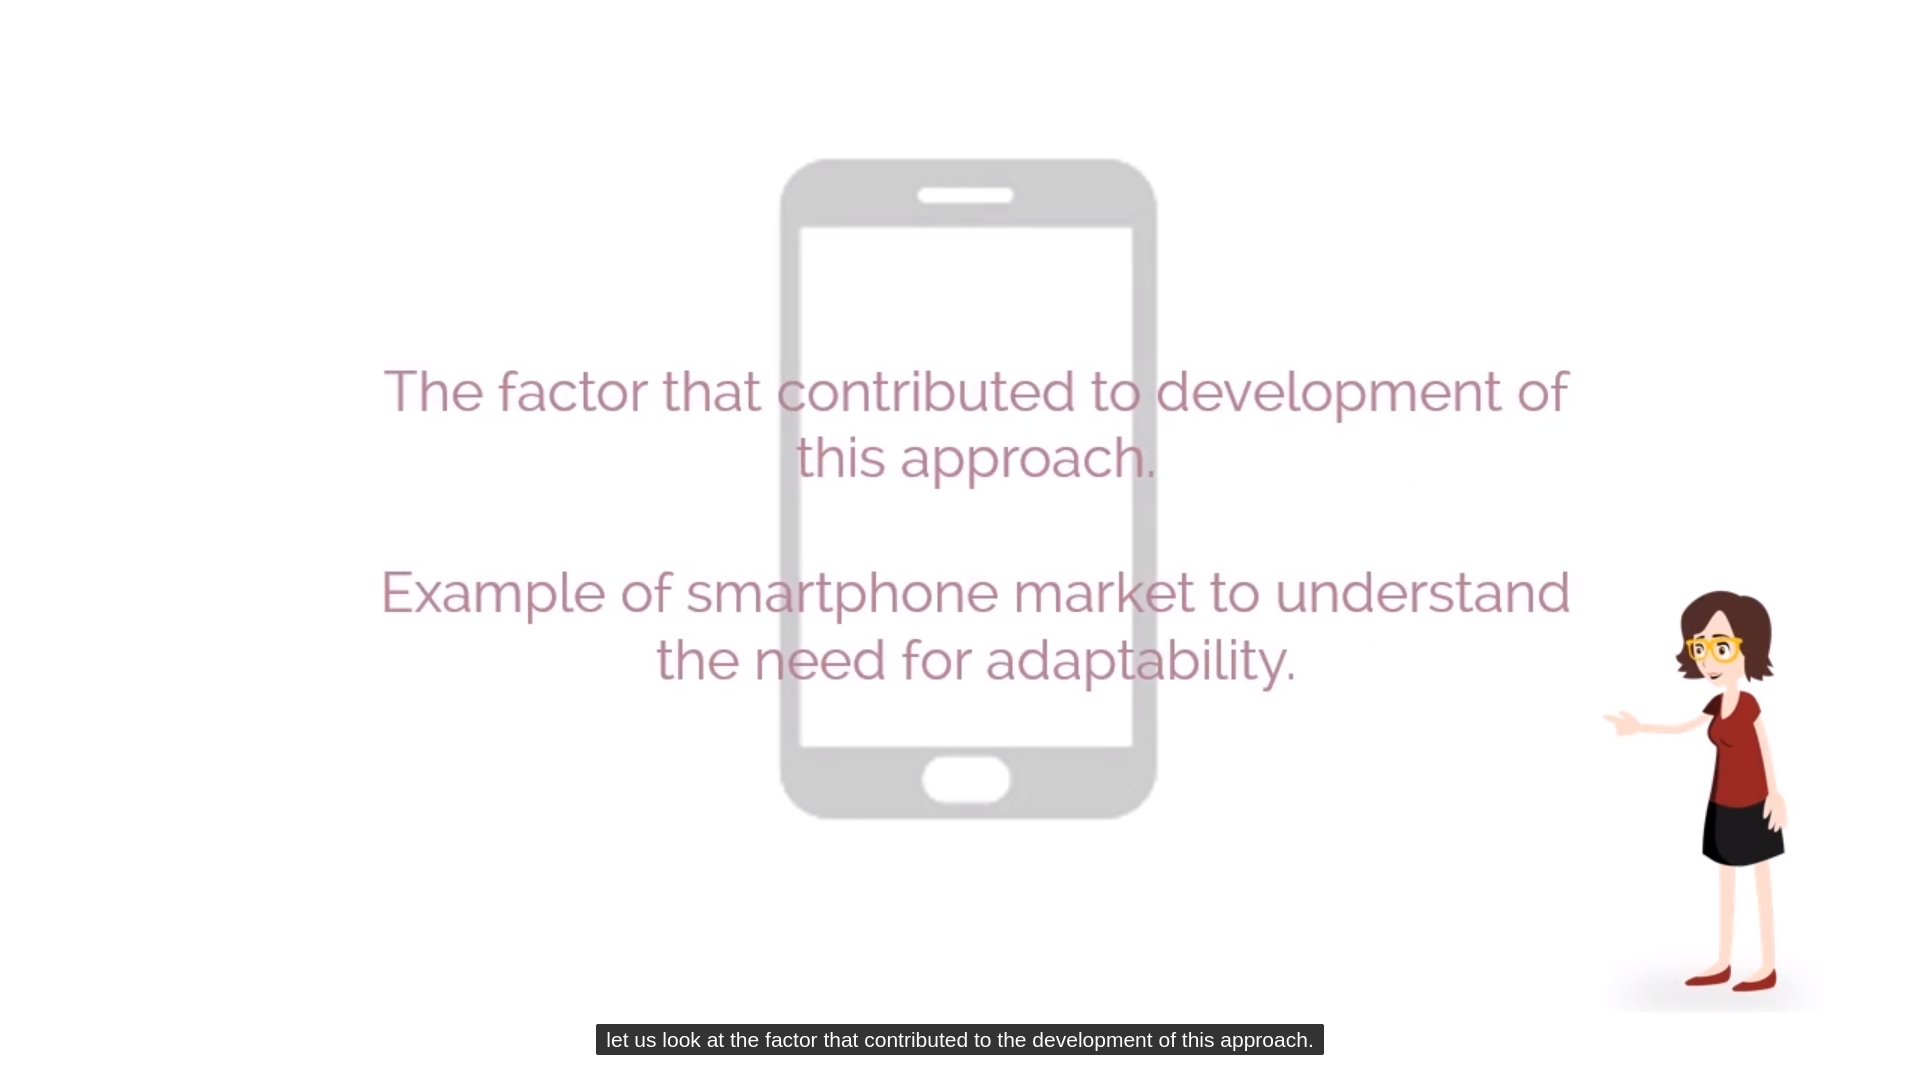 The factor that contributed to development of
this approach.
Example of smartphone market to understand
the need for adaptability.
let us look at the factor that contributed to the development of this approach.